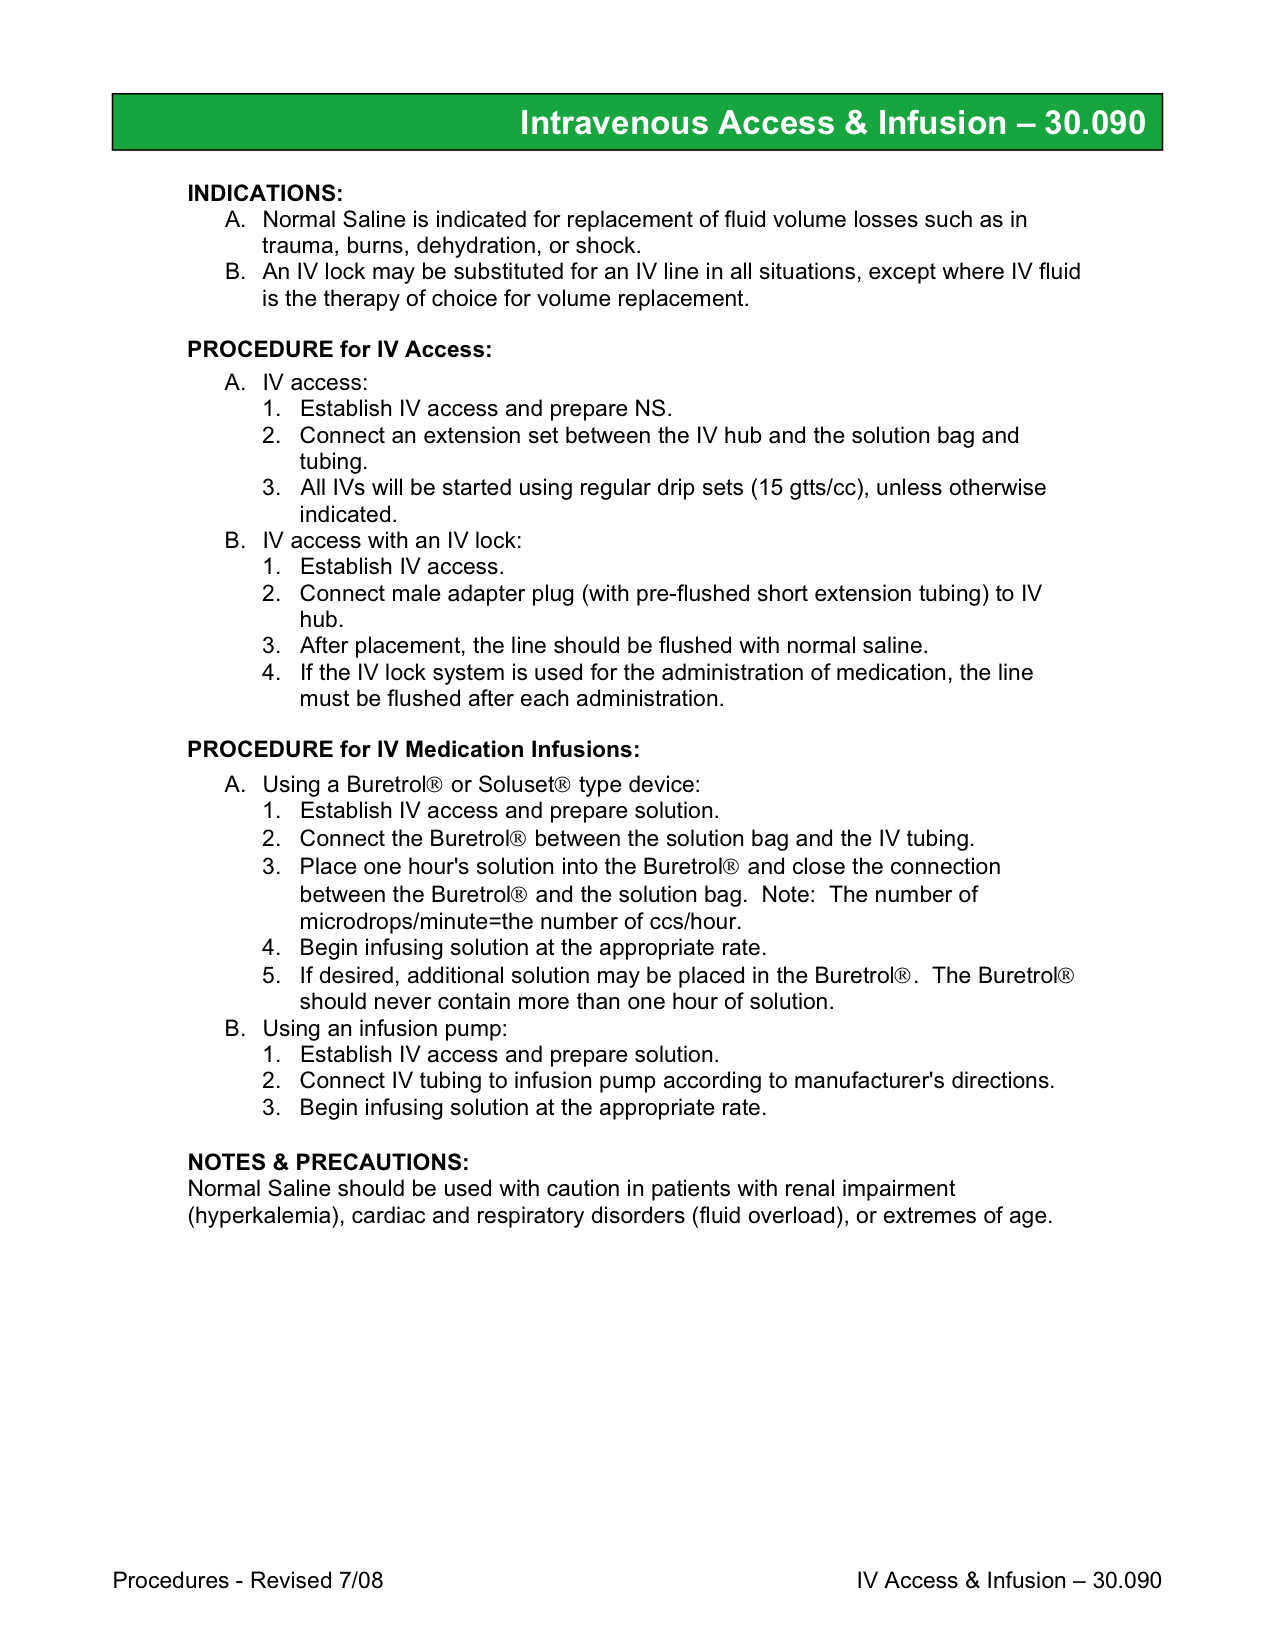 Intravenous Access & Infusion – 30.090
INDICATIONS:
A. Normal Saline is indicated for replacement of fluid volume losses such as in
trauma, burns, dehydration, or shock.
B. An IV lock may be substituted for an IV line in all situations, except where IV fluid
is the therapy of choice for volume replacement.
PROCEDURE for IV Access:
A. IV access:
1. Establish IV access and prepare NS.
2. Connect an extension set between the IV hub and the solution bag and
tubing.
3. All IVs will be started using regular drip sets (15 gtts/cc), unless otherwise
indicated.
B. IV access with an IV lock:
1. Establish IV access.
2. Connect male adapter plug (with pre-flushed short extension tubing) to IV
hub.
3. After placement, the line should be flushed with normal saline.
4. If the IV lock system is used for the administration of medication, the line
must be flushed after each administration.
PROCEDURE for IV Medication Infusions:
A. Using a Buretrol® or Soluset® type device:
1. Establish IV access and prepare solution.
2. Connect the Buretrol® between the solution bag and the IV tubing.
3. Place one hour's solution into the Buretrol® and close the connection
between the Buretrol® and the solution bag. Note: The number of
microdrops/minute=the number of ccs/hour.
4. Begin infusing solution at the appropriate rate.
5. If desired, additional solution may be placed in the Buretrol®. The Buretrol®
should never contain more than one hour of solution.
B. Using an infusion pump:
1. Establish IV access and prepare solution.
2. Connect IV tubing to infusion pump according to manufacturer's directions.
3. Begin infusing solution at the appropriate rate.
NOTES & PRECAUTIONS:
Normal Saline should be used with caution in patients with renal impairment
(hyperkalemia), cardiac and respiratory disorders (fluid overload), or extremes of age.
Procedures - Revised 7/08 IV Access & Infusion – 30.090